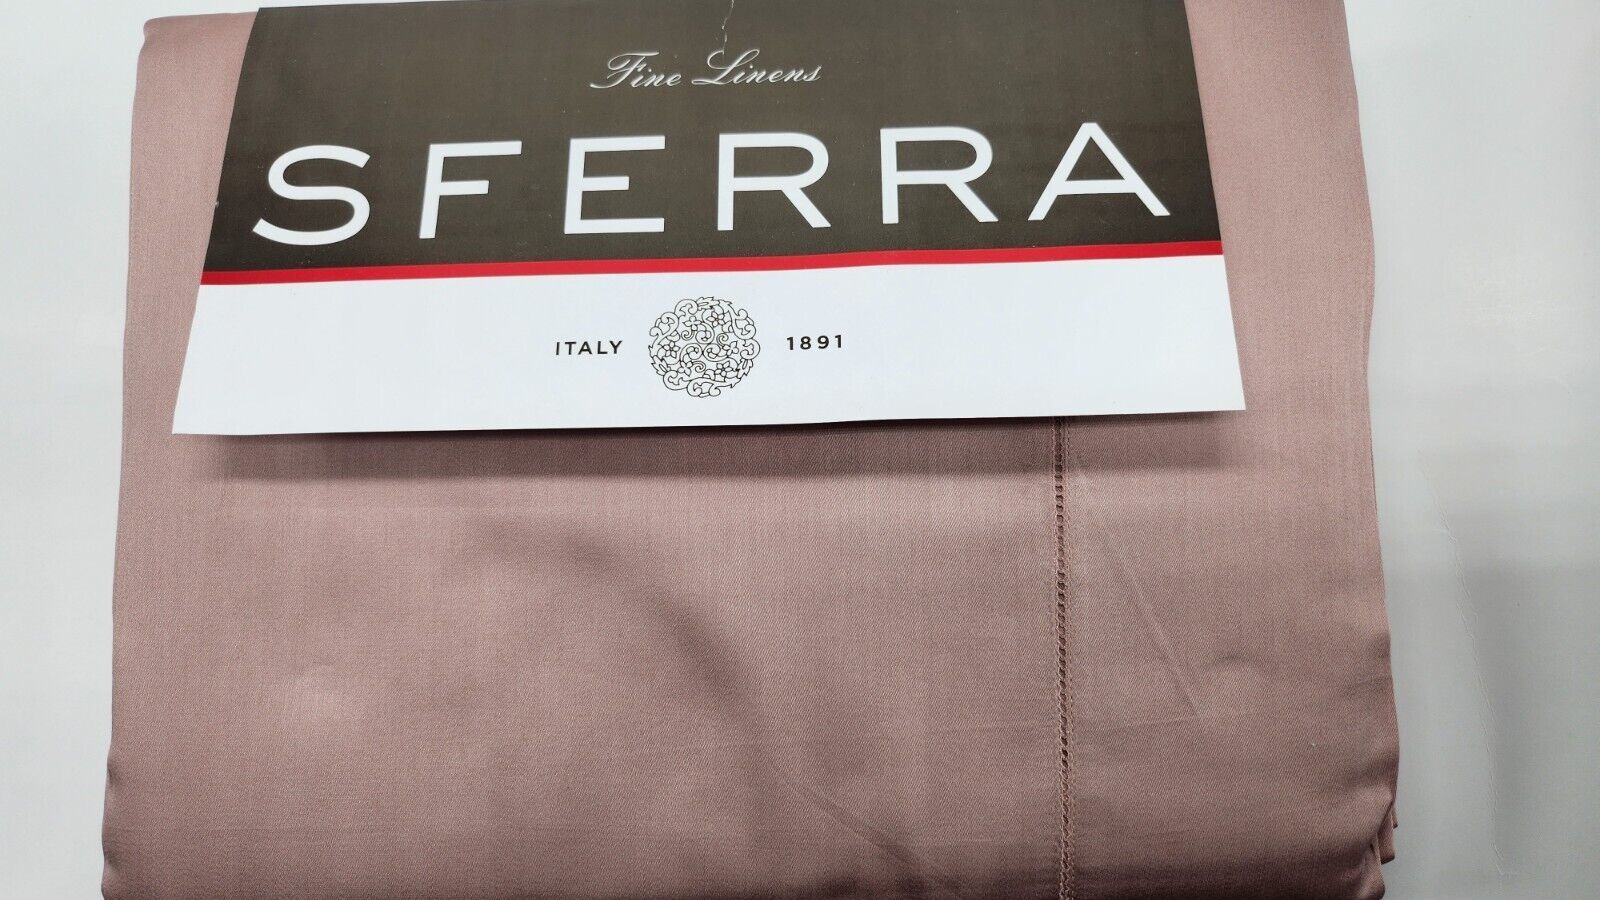 Fine Linens
SFERRA
ITALY 1891